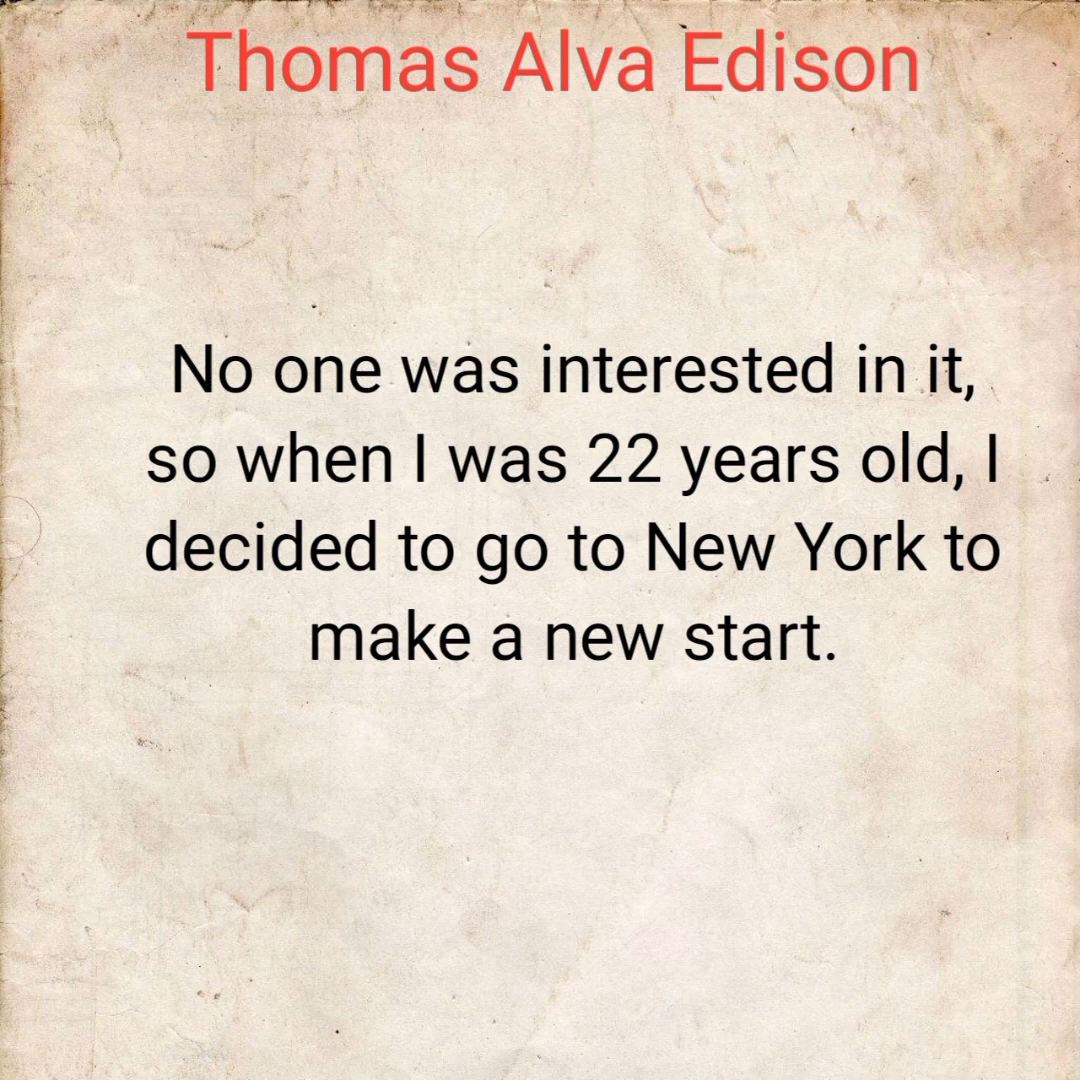 Thomas Alva Edison
No one was interested in it,
so when I was 22 years old, I
decided to go to New York to
make a new start.